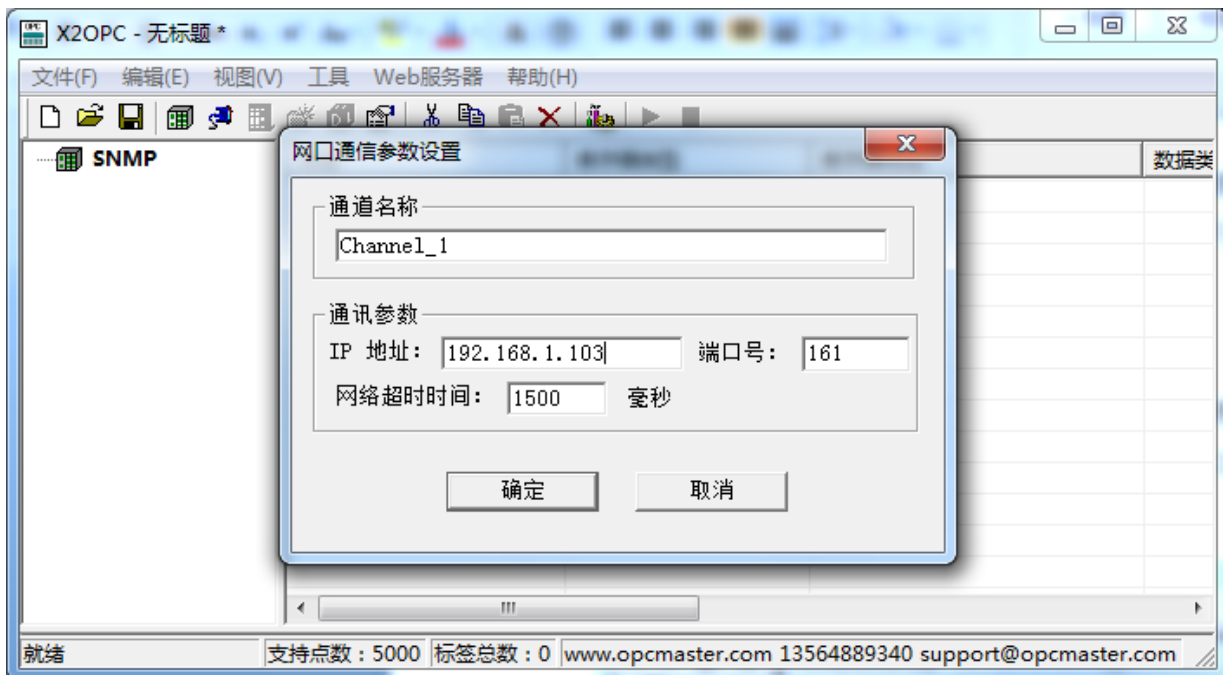 X2OPC - 无标题 *
文件(F) 编辑(E) 视图(V) 工具 Web服务器 帮助(H)
SNMP
数据类
网口通信参数设置
通道名称
Channel_1
通讯参数
IP 地址: 192.168.1.103 端口号: 161
网络超时时间: 1500 毫秒
确定 取消
就绪 支持点数：5000 标签总数：0 www.opcmaster.com 13564889340 support@opcmaster.com